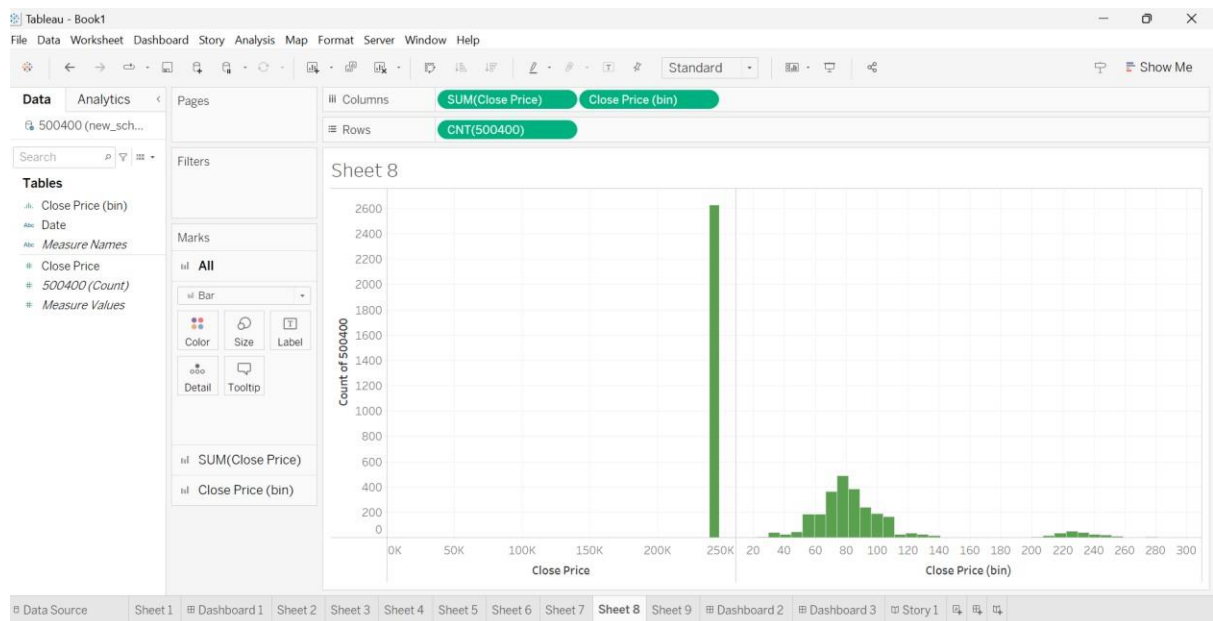 Tableau - Book1
File Data Worksheet Dashboard Story Analysis Map Format Server Window Help
Standard
Show Me
Data Analytics
500400 (new_sch...
Search
Tables
Close Price (bin)
Abc Date
Abc Measure Names
# Close Price
# 500400 (Count)
# Measure Values
Pages
Filters
Marks
All
Bar
Color Size Label
Detail Tooltip
SUM(Close Price)
Close Price (bin)
Columns SUM(Close Price) Close Price (bin)
Rows CNT(500400)
Sheet 8
Count of 500400
2600
2400
2200
2000
1800
1600
1400
1200
1000
800
600
400
200
0
0K 50K 100K 150K 200K 250K 20 40 60 80 100 120 140 160 180 200 220 240 260 280 300
Close Price Close Price (bin)
Data Source Sheet 1 Dashboard 1 Sheet 2 Sheet 3 Sheet 4 Sheet 5 Sheet 6 Sheet 7 Sheet 8 Sheet 9 Dashboard 2 Dashboard 3 Story 1